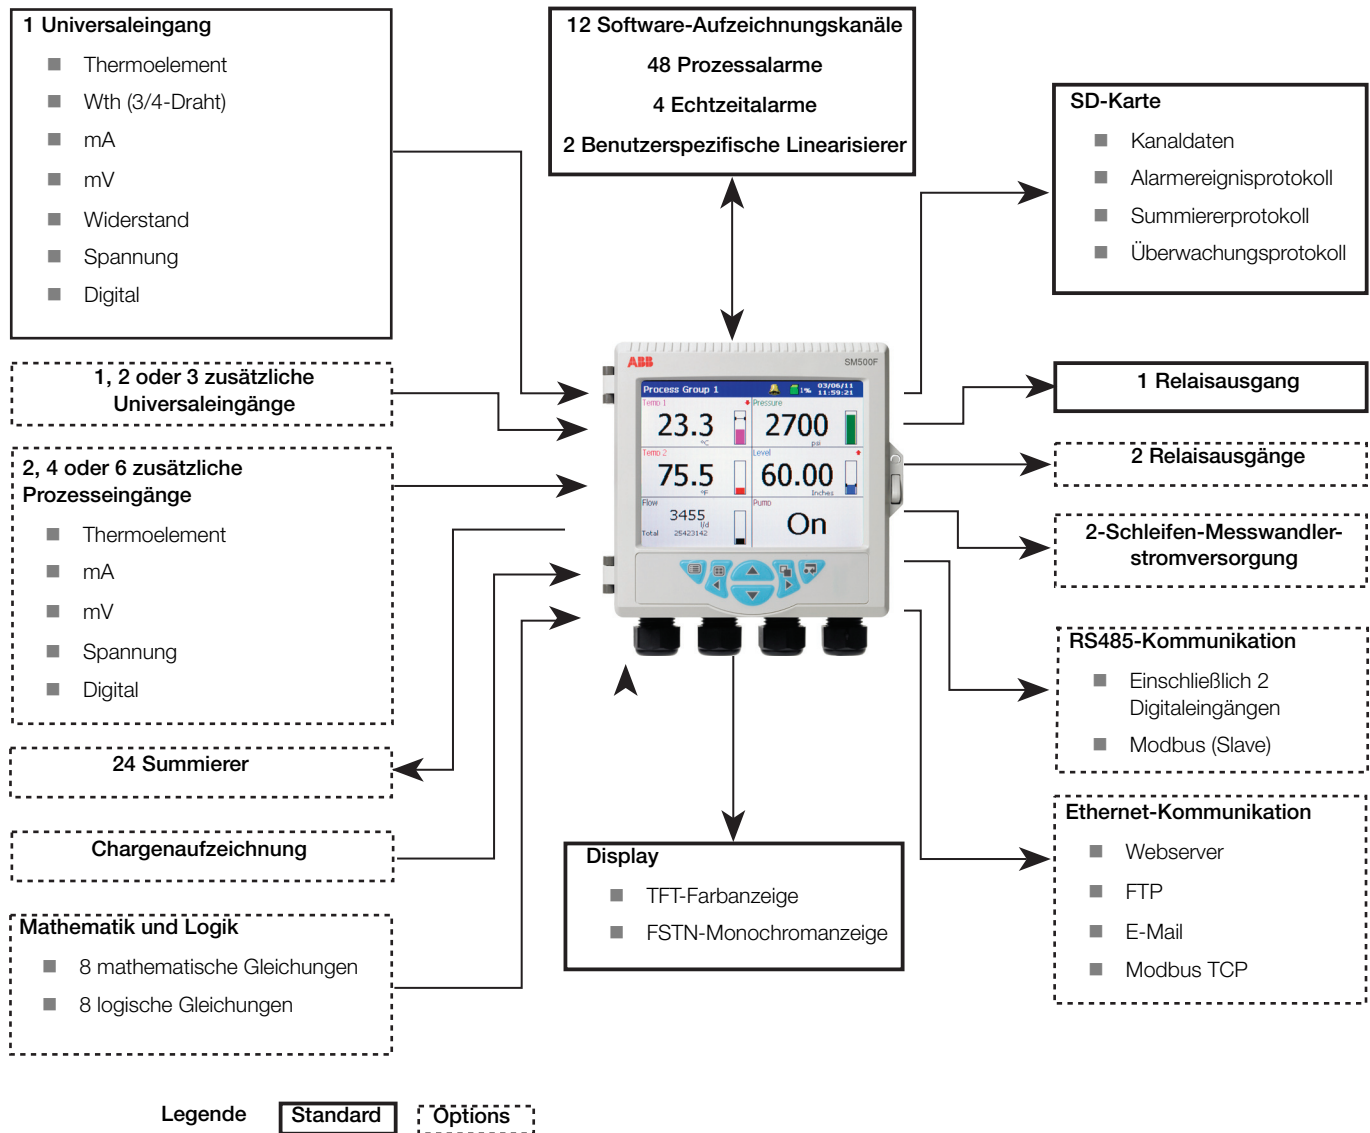 1 Universaleingang
Thermoelement
Wth (3/4-Draht)
mA
mV
Widerstand
Spannung
Digital
12 Software-Aufzeichnungskanäle
48 Prozessalarme
4 Echtzeitalarme
2 Benutzerspezifische Linearisierer
SD-Karte
Kanaldaten
Alarmereignisprotokoll
Summiererprotokoll
Überwachungsprotokoll
1, 2 oder 3 zusätzliche
Universaleingänge
2, 4 oder 6 zusätzliche
Prozesseingänge
Thermoelement
mA
mV
Spannung
Digital
24 Summierer
Chargenaufzeichnung
Mathematik und Logik
8 mathematische Gleichungen
8 logische Gleichungen
ABB
SM500F
Process Group 1
1%
03/06/11
11:59:21
Temp 1
23.3
°C
Pressure
2700
psi
Temp 2
75.5
°F
Level
60.00
Inches
Flow
3455
l/d
Total 25423142
Pump
On
1 Relaisausgang
2 Relaisausgänge
2-Schleifen-Messwandler-
stromversorgung
RS485-Kommunikation
Einschließlich 2
Digitaleingängen
Modbus (Slave)
Ethernet-Kommunikation
Webserver
FTP
E-Mail
Modbus TCP
Display
TFT-Farbanzeige
FSTN-Monochromanzeige
Legende
Standard
Options